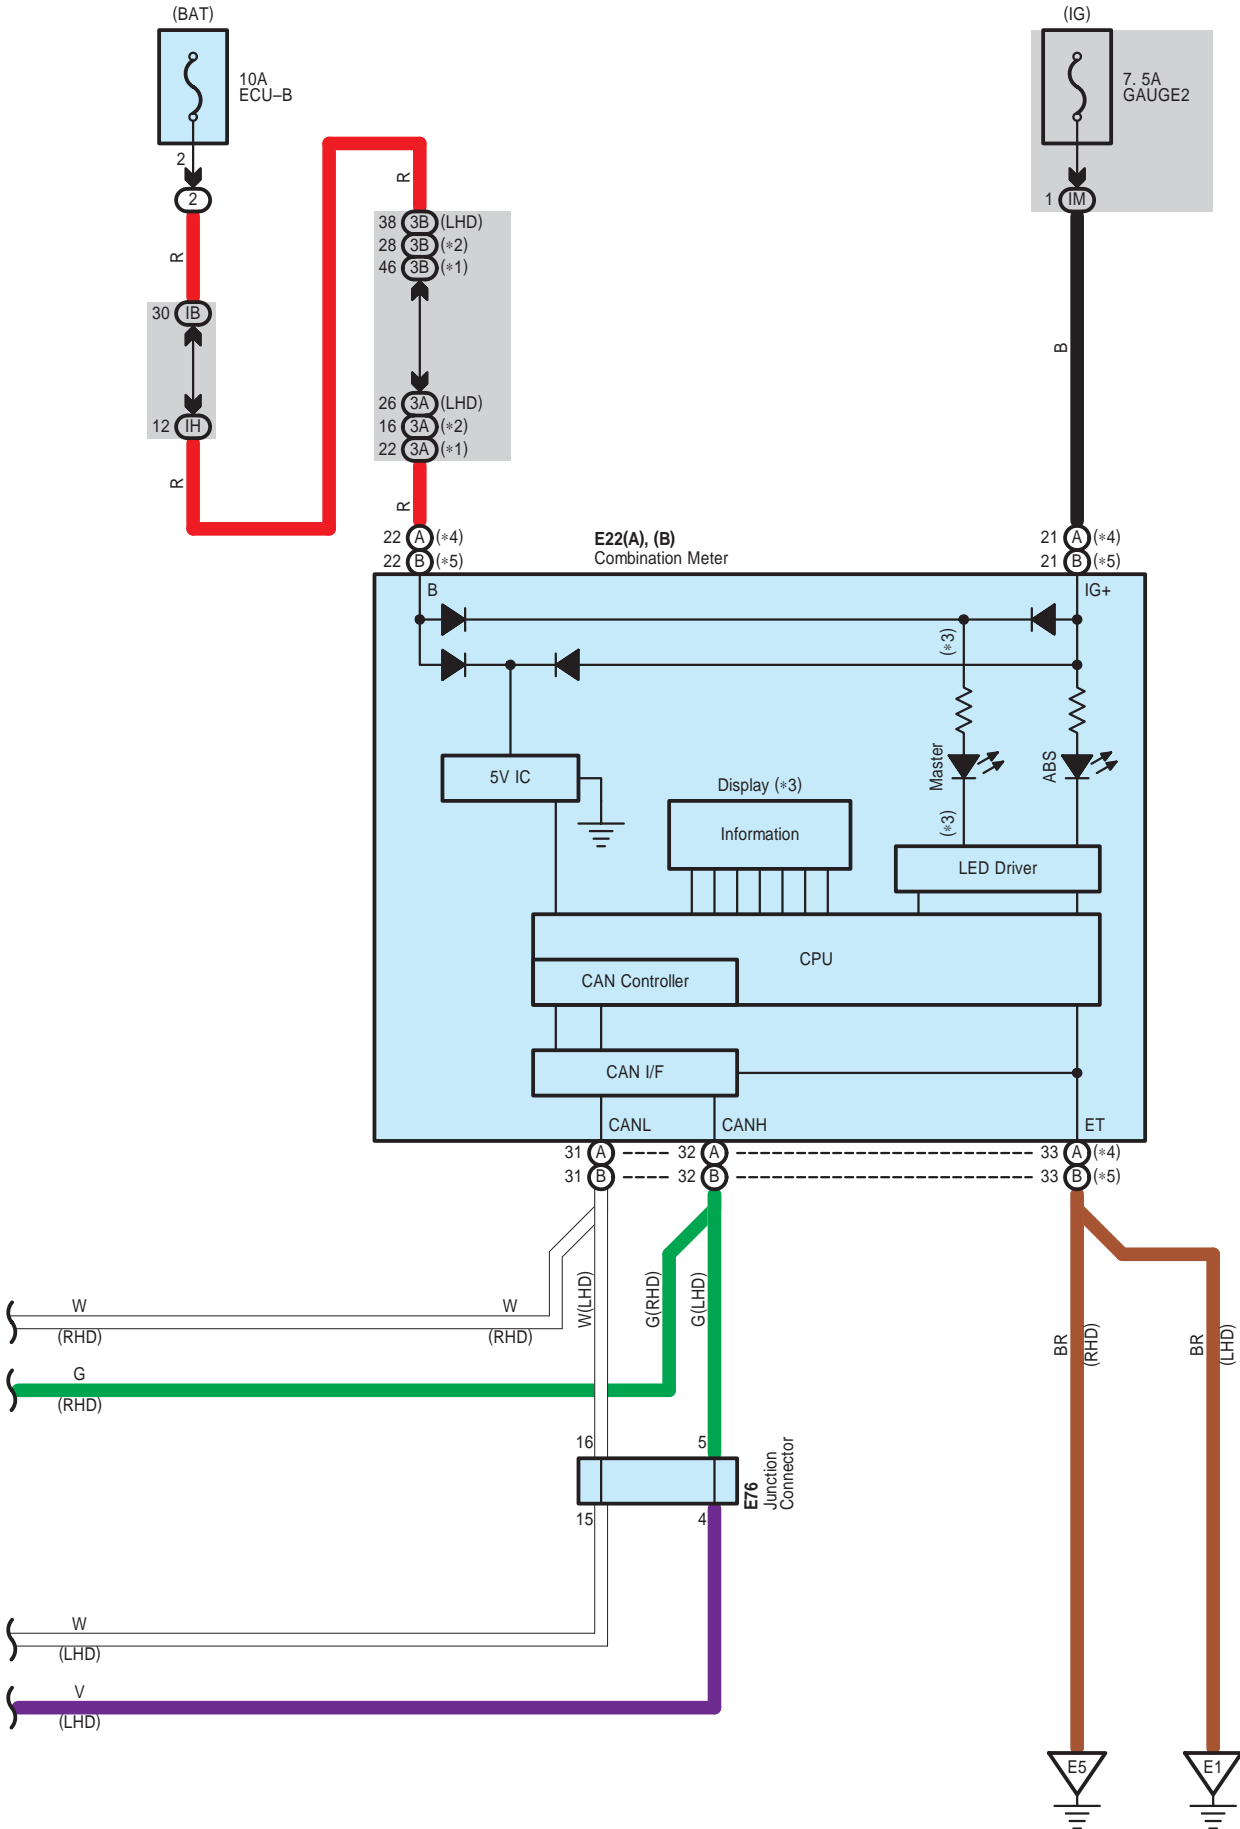 (BAT)
(IG)
10A
ECU–B
7. 5A
GAUGE2
2
2
1 IM
R
R
38 3B (LHD)
28 3B (∗2)
46 3B (∗1)
R
30 IB
B
26 3A (LHD)
16 3A (∗2)
22 3A (∗1)
12 IH
R
R
22 A (∗4)
22 B (∗5)
E22(A), (B)
Combination Meter
21 A (∗4)
21 B (∗5)
B
IG+
(∗3)
Master
ABS
5V IC
Display (∗3)
Information
(∗3)
LED Driver
CPU
CAN Controller
CAN I/F
CANL
CANH
ET
31 A
32 A
33 A (∗4)
31 B
32 B
33 B (∗5)
W(LHD)
G(RHD)
G(LHD)
W
(RHD)
W
(RHD)
BR
(RHD)
BR
(LHD)
G
(RHD)
16
5
E76
Junction
Connector
15
4
W
(LHD)
V
(LHD)
E5
E1